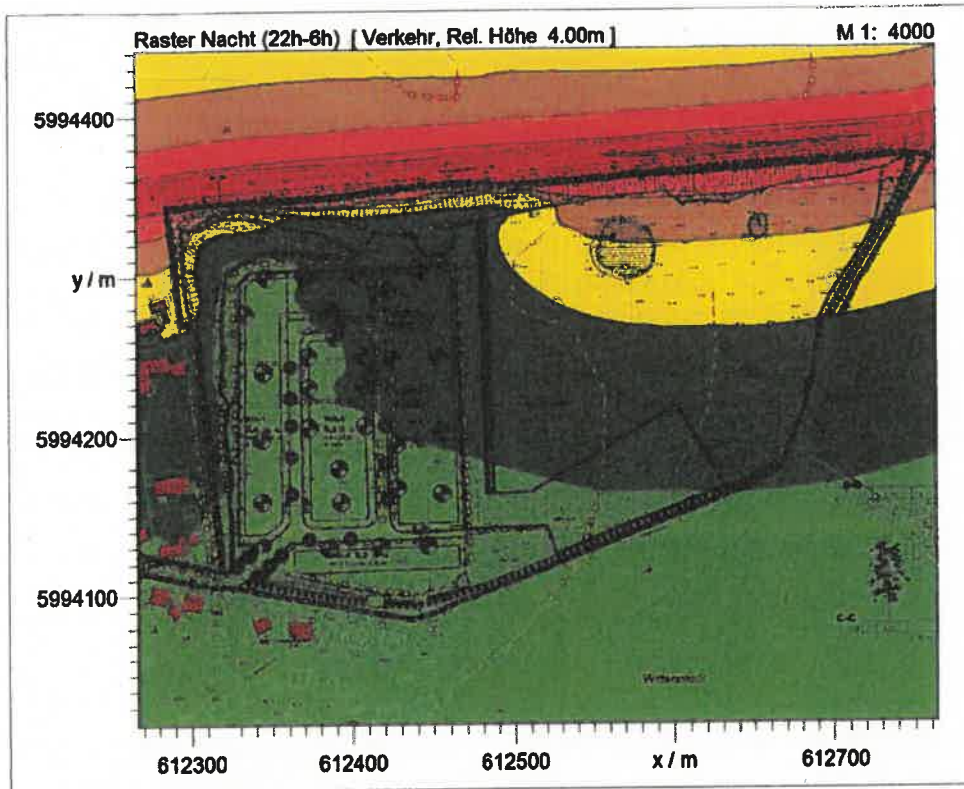 Raster Nacht (22h-6h) [ Verkehr, Rel. Höhe 4.00m ]
M 1: 4000
5994400
y / m
5994200
5994100
C-C
612300
612400
612500
x / m
612700